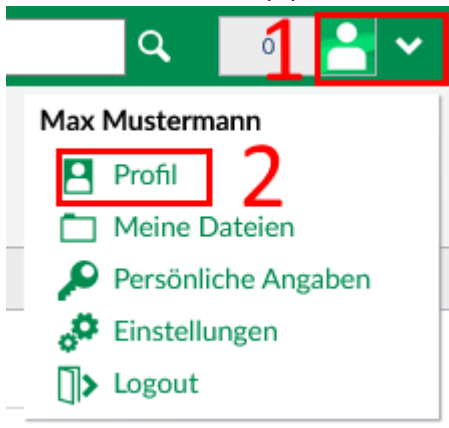 0 1
Max Mustermann
Profil 2
Meine Dateien
Persönliche Angaben
Einstellungen
Logout